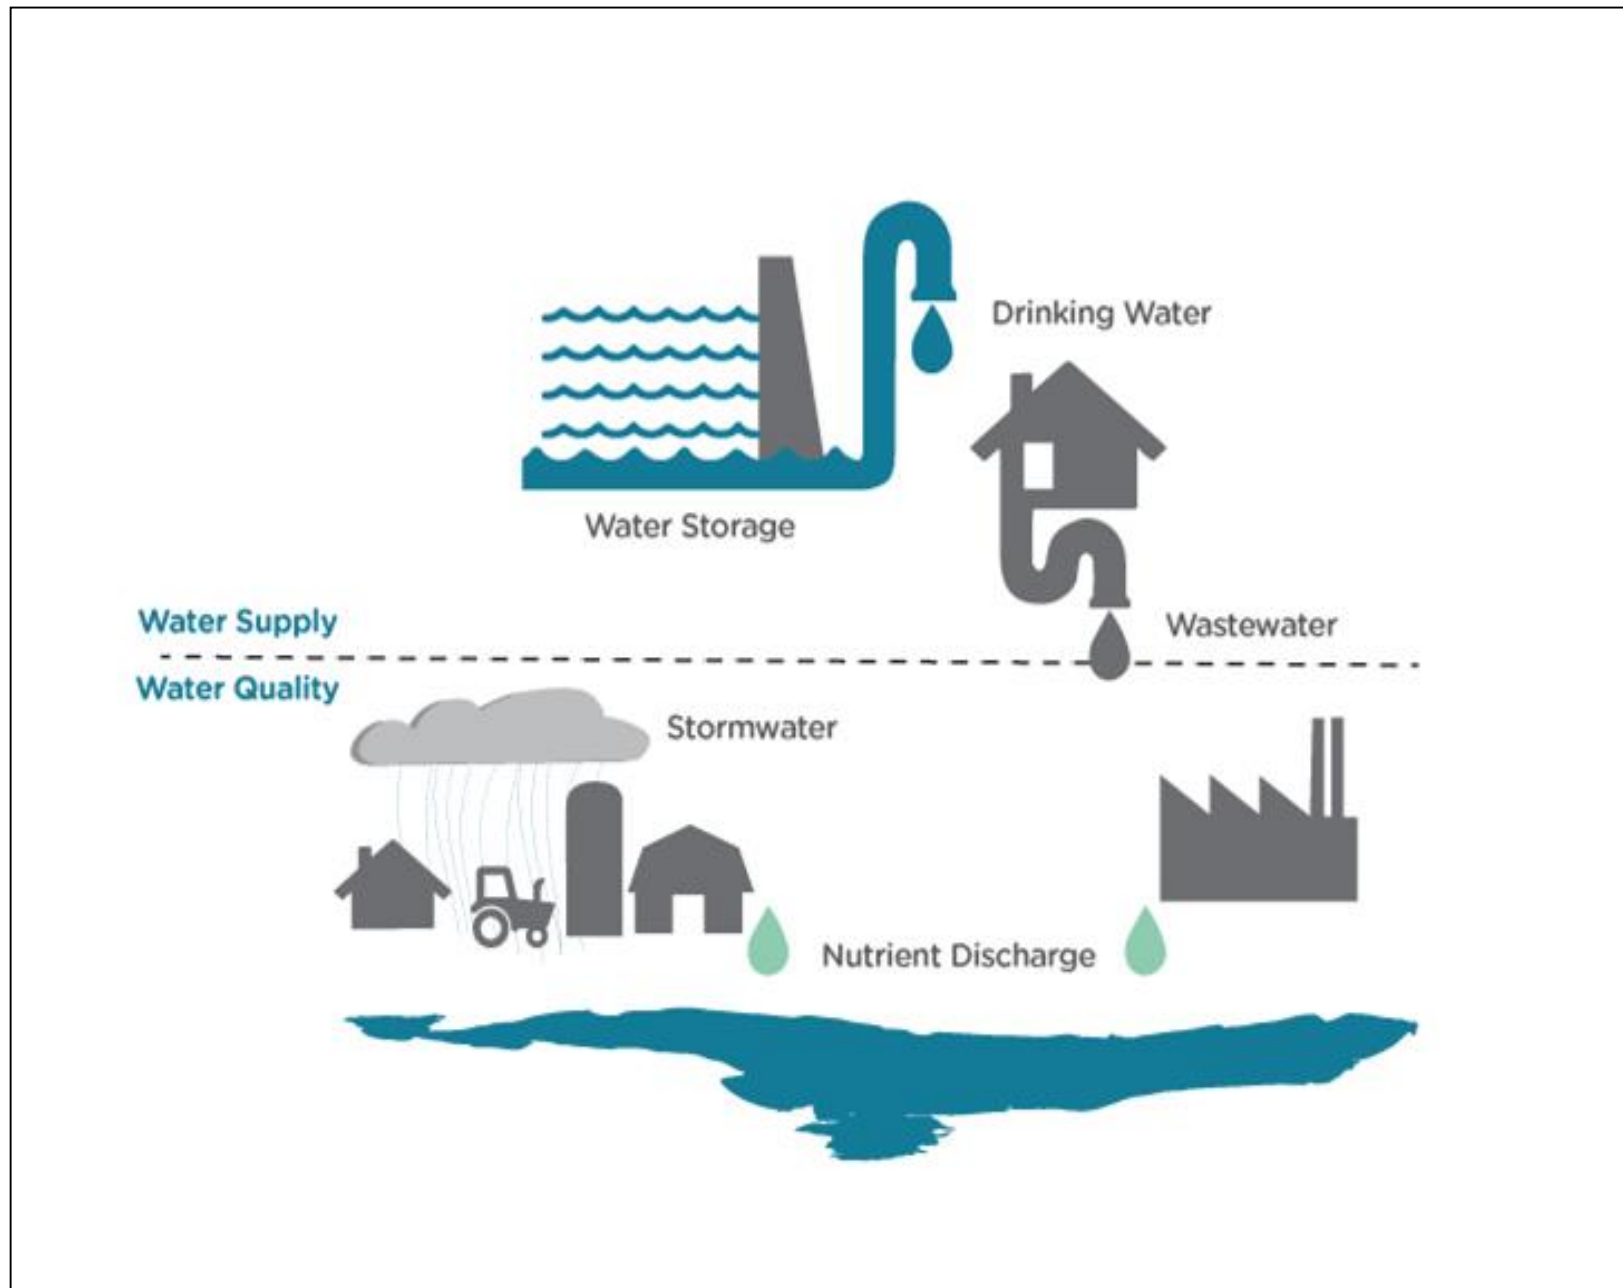 Drinking Water
Water Storage
Water Supply
Wastewater
Water Quality
Stormwater
Nutrient Discharge